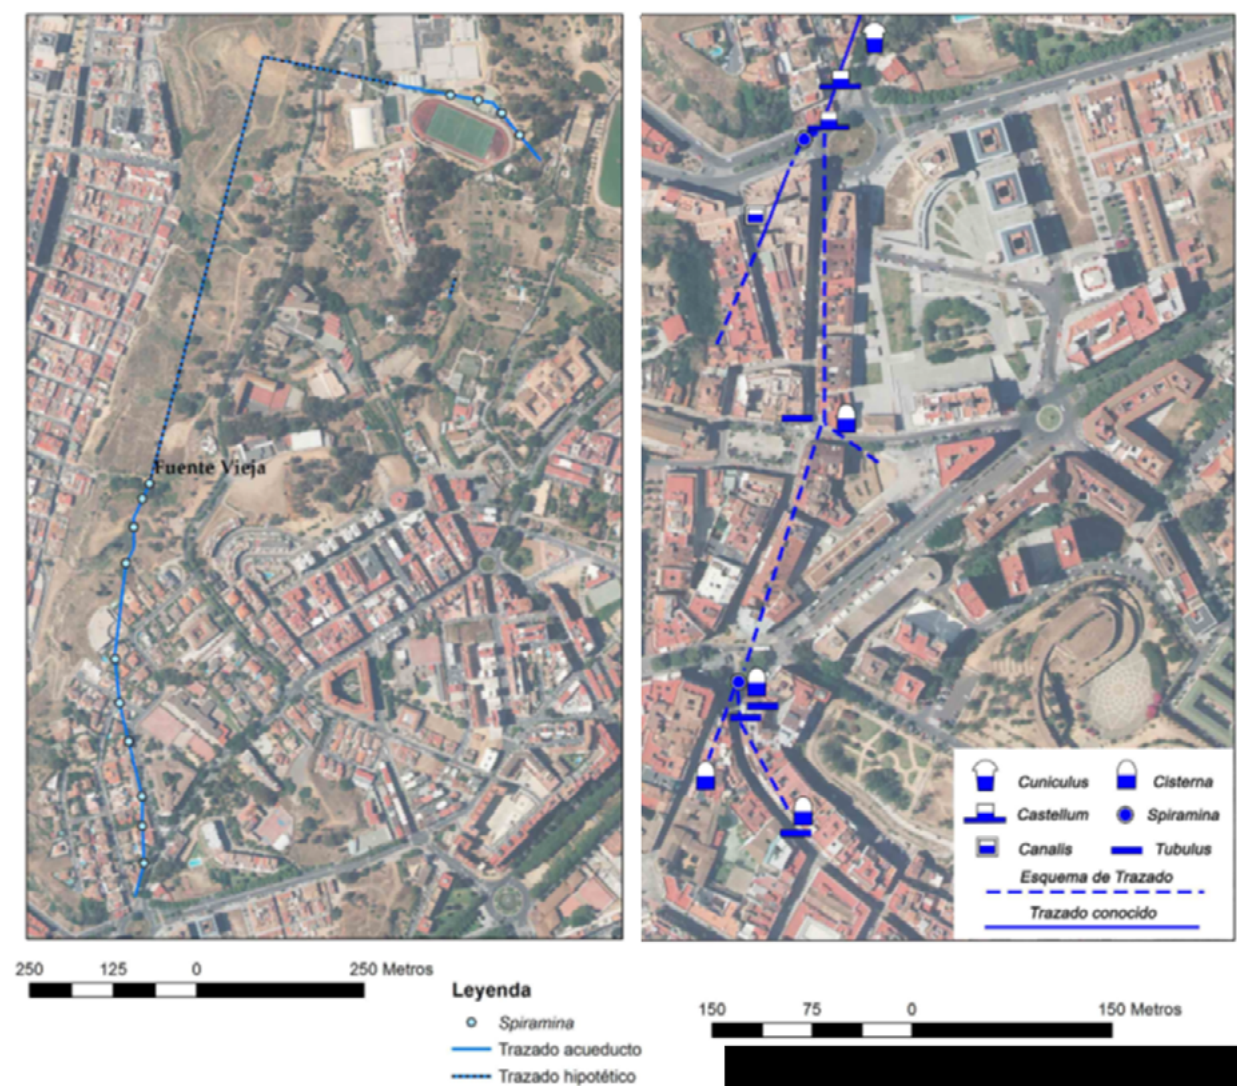 Fuente Vieja
Cuniculus
Cisterna
Castellum
Spiramina
Canalis
Tubulus
Esquema de Trazado
Trazado conocido
250 125 0 250 Metros
Leyenda
Spiramina
Trazado acueducto
Trazado hipotético
150 75 0 150 Metros